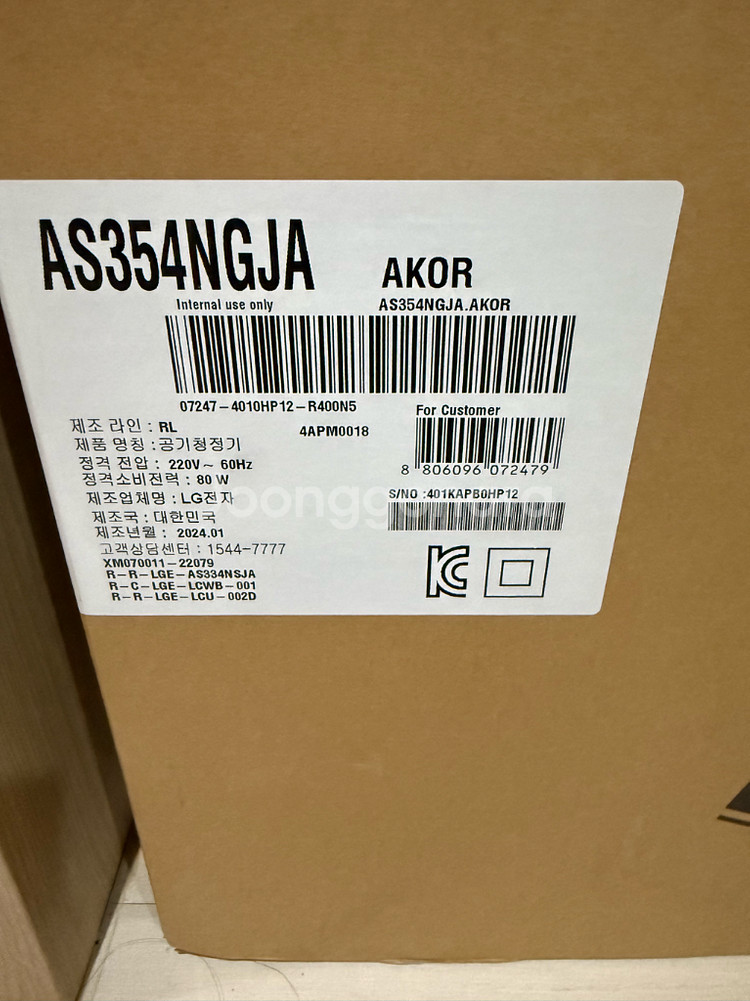 AS354NGJA
AKOR
Internal use only
AS354NGJA.AKOR
07247-4010HP12-R400N5
4APM0018
For Customer
8 806096 072479
S/NO :401KAPB0HP12
제조 라인 : RL
제품 명칭 : 공기청정기
정격 전압 : 220V~ 60Hz
정격소비전력 : 80 W
제조업체명 : LG전자
제조국 : 대한민국
제조년월 : 2024.01
고객상담센터 : 1544-7777
XM070011-22079
R-R-LGE-AS334NSJA
R-C-LGE-LCWB-001
R-R-LGE-LCU-002D